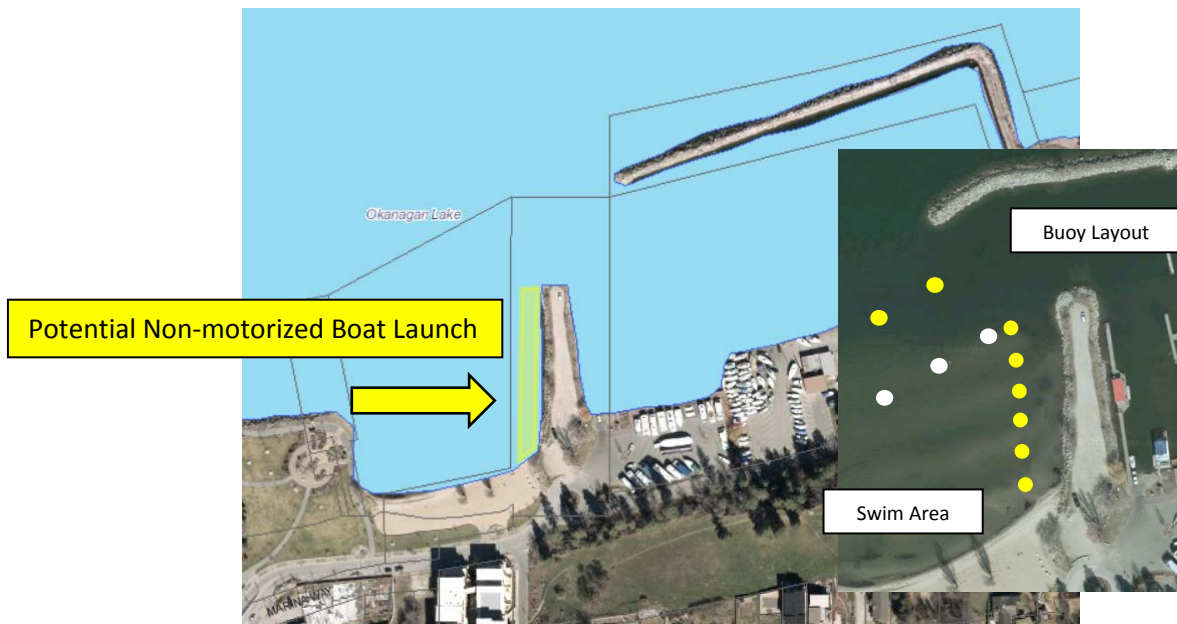 Okanagan Lake
Buoy Layout
Potential Non-motorized Boat Launch
Swim Area
MARINA WAY